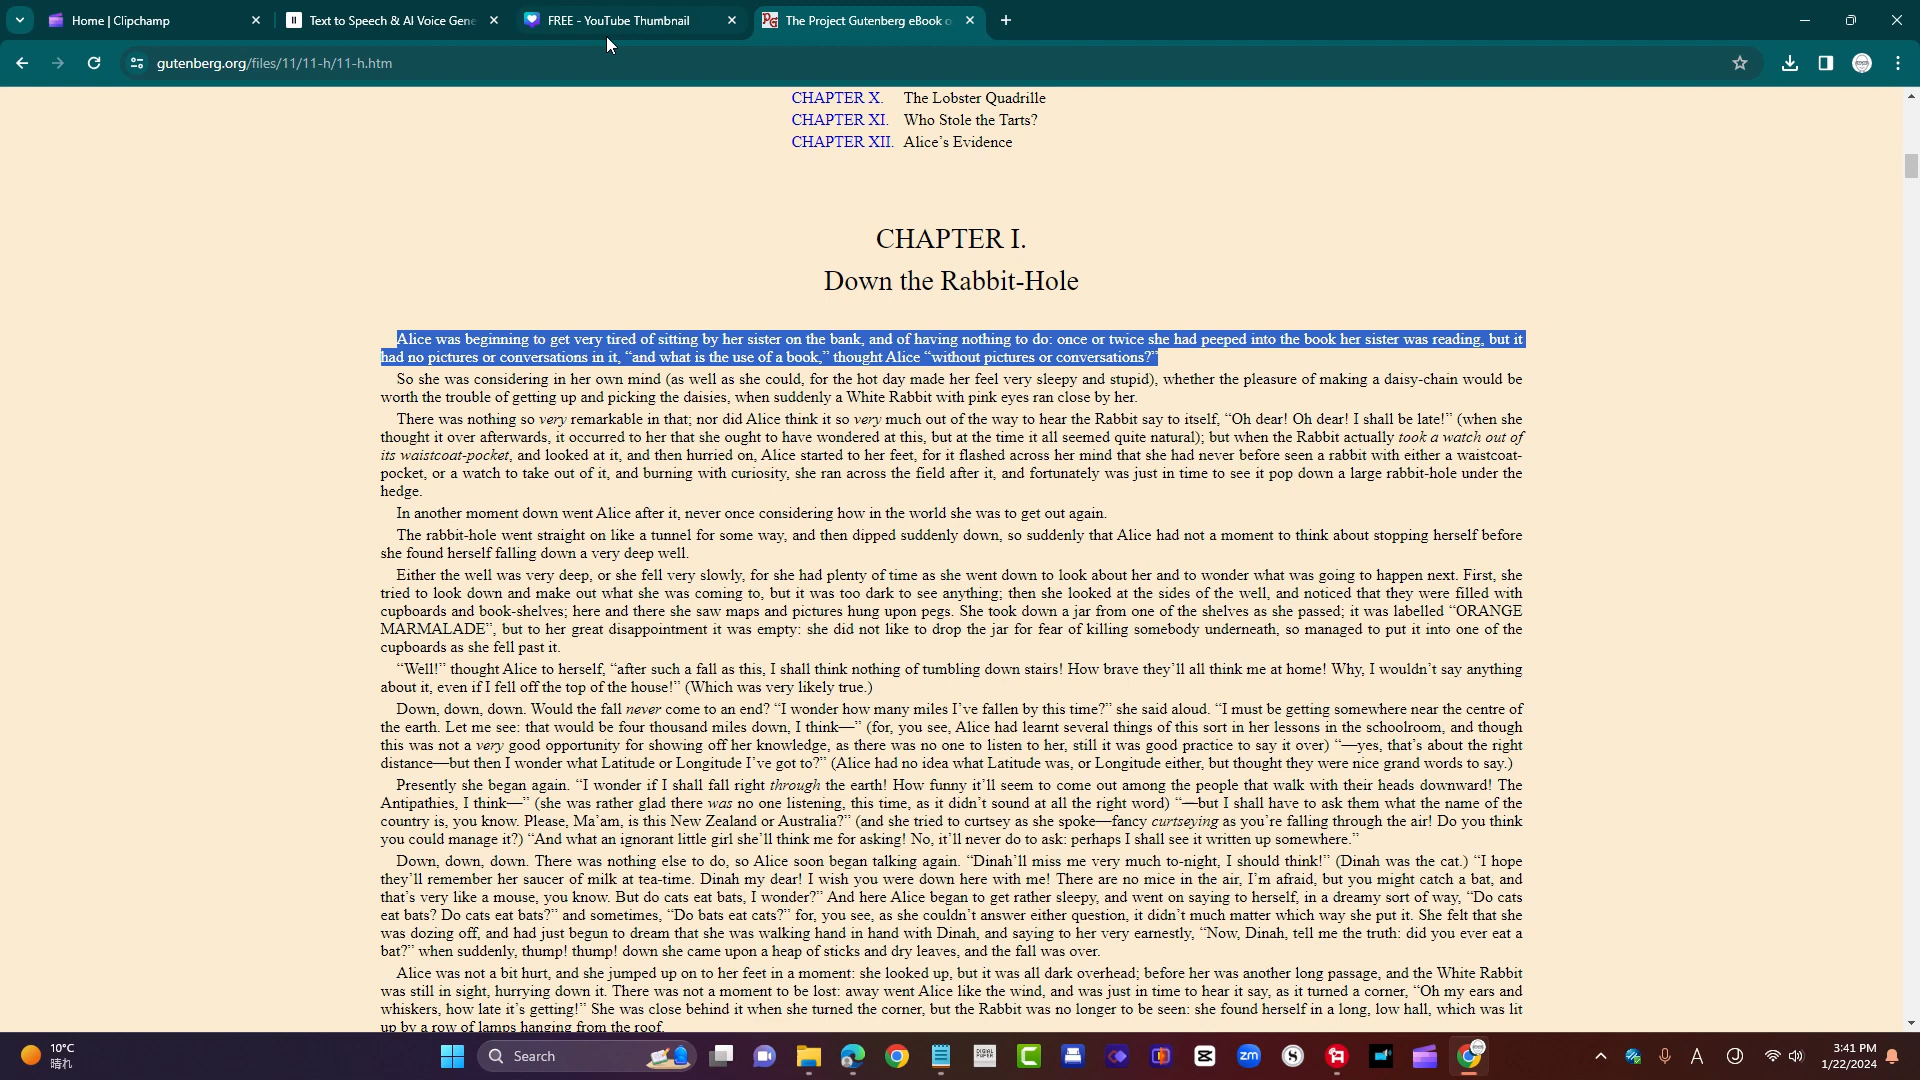 Home | Clipchamp
Text to Speech & AI Voice Gene
FREE - YouTube Thumbnail
The Project Gutenberg eBook o
gutenberg.org/files/11/11-h/11-h.htm
CHAPTER X. The Lobster Quadrille
CHAPTER XI. Who Stole the Tarts?
CHAPTER XII. Alice’s Evidence
CHAPTER I.
Down the Rabbit-Hole
Alice was beginning to get very tired of sitting by her sister on the bank, and of having nothing to do: once or twice she had peeped into the book her sister was reading, but it
had no pictures or conversations in it, “and what is the use of a book,” thought Alice “without pictures or conversations?”
So she was considering in her own mind (as well as she could, for the hot day made her feel very sleepy and stupid), whether the pleasure of making a daisy-chain would be
worth the trouble of getting up and picking the daisies, when suddenly a White Rabbit with pink eyes ran close by her.
There was nothing so very remarkable in that; nor did Alice think it so very much out of the way to hear the Rabbit say to itself, “Oh dear! Oh dear! I shall be late!” (when she
thought it over afterwards, it occurred to her that she ought to have wondered at this, but at the time it all seemed quite natural); but when the Rabbit actually took a watch out of
its waistcoat-pocket, and looked at it, and then hurried on, Alice started to her feet, for it flashed across her mind that she had never before seen a rabbit with either a waistcoat-
pocket, or a watch to take out of it, and burning with curiosity, she ran across the field after it, and fortunately was just in time to see it pop down a large rabbit-hole under the
hedge.
In another moment down went Alice after it, never once considering how in the world she was to get out again.
The rabbit-hole went straight on like a tunnel for some way, and then dipped suddenly down, so suddenly that Alice had not a moment to think about stopping herself before
she found herself falling down a very deep well.
Either the well was very deep, or she fell very slowly, for she had plenty of time as she went down to look about her and to wonder what was going to happen next. First, she
tried to look down and make out what she was coming to, but it was too dark to see anything; then she looked at the sides of the well, and noticed that they were filled with
cupboards and book-shelves; here and there she saw maps and pictures hung upon pegs. She took down a jar from one of the shelves as she passed; it was labelled “ORANGE
MARMALADE”, but to her great disappointment it was empty: she did not like to drop the jar for fear of killing somebody underneath, so managed to put it into one of the
cupboards as she fell past it.
“Well!” thought Alice to herself, “after such a fall as this, I shall think nothing of tumbling down stairs! How brave they’ll all think me at home! Why, I wouldn’t say anything
about it, even if I fell off the top of the house!” (Which was very likely true.)
Down, down, down. Would the fall never come to an end? “I wonder how many miles I’ve fallen by this time?” she said aloud. “I must be getting somewhere near the centre of
the earth. Let me see: that would be four thousand miles down, I think—” (for, you see, Alice had learnt several things of this sort in her lessons in the schoolroom, and though
this was not a very good opportunity for showing off her knowledge, as there was no one to listen to her, still it was good practice to say it over) “—yes, that’s about the right
distance—but then I wonder what Latitude or Longitude I’ve got to?” (Alice had no idea what Latitude was, or Longitude either, but thought they were nice grand words to say.)
Presently she began again. “I wonder if I shall fall right through the earth! How funny it’ll seem to come out among the people that walk with their heads downward! The
Antipathies, I think—” (she was rather glad there was no one listening, this time, as it didn’t sound at all the right word) “—but I shall have to ask them what the name of the
country is, you know. Please, Ma’am, is this New Zealand or Australia?” (and she tried to curtsey as she spoke—fancy curtseying as you’re falling through the air! Do you think
you could manage it?) “And what an ignorant little girl she’ll think me for asking! No, it’ll never do to ask: perhaps I shall see it written up somewhere.”
Down, down, down. There was nothing else to do, so Alice soon began talking again. “Dinah’ll miss me very much to-night, I should think!” (Dinah was the cat.) “I hope
they’ll remember her saucer of milk at tea-time. Dinah my dear! I wish you were down here with me! There are no mice in the air, I’m afraid, but you might catch a bat, and
that’s very like a mouse, you know. But do cats eat bats, I wonder?” And here Alice began to get rather sleepy, and went on saying to herself, in a dreamy sort of way, “Do cats
eat bats? Do cats eat bats?” and sometimes, “Do bats eat cats?” for, you see, as she couldn’t answer either question, it didn’t much matter which way she put it. She felt that she
was dozing off, and had just begun to dream that she was walking hand in hand with Dinah, and saying to her very earnestly, “Now, Dinah, tell me the truth: did you ever eat a
bat?” when suddenly, thump! thump! down she came upon a heap of sticks and dry leaves, and the fall was over.
Alice was not a bit hurt, and she jumped up on to her feet in a moment: she looked up, but it was all dark overhead; before her was another long passage, and the White Rabbit
was still in sight, hurrying down it. There was not a moment to be lost: away went Alice like the wind, and was just in time to hear it say, as it turned a corner, “Oh my ears and
whiskers, how late it’s getting!” She was close behind it when she turned the corner, but the Rabbit was no longer to be seen: she found herself in a long, low hall, which was lit
up by a row of lamps hanging from the roof.
10°C
晴れ
Search
DIGITAL PAPER
zm
A
3:41 PM
1/22/2024